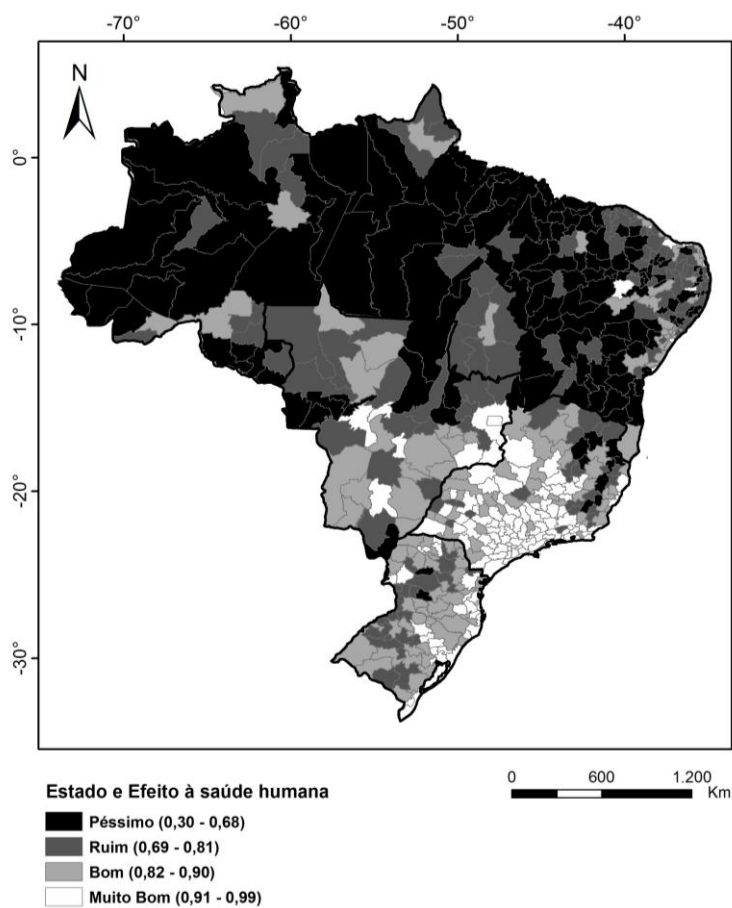 -70° -60° -50° -40°
N
0°
-10°
-20°
-30°
Estado e Efeito à saúde humana
0 600 1.200
Km
Péssimo (0,30 - 0,68)
Ruim (0,69 - 0,81)
Bom (0,82 - 0,90)
Muito Bom (0,91 - 0,99)